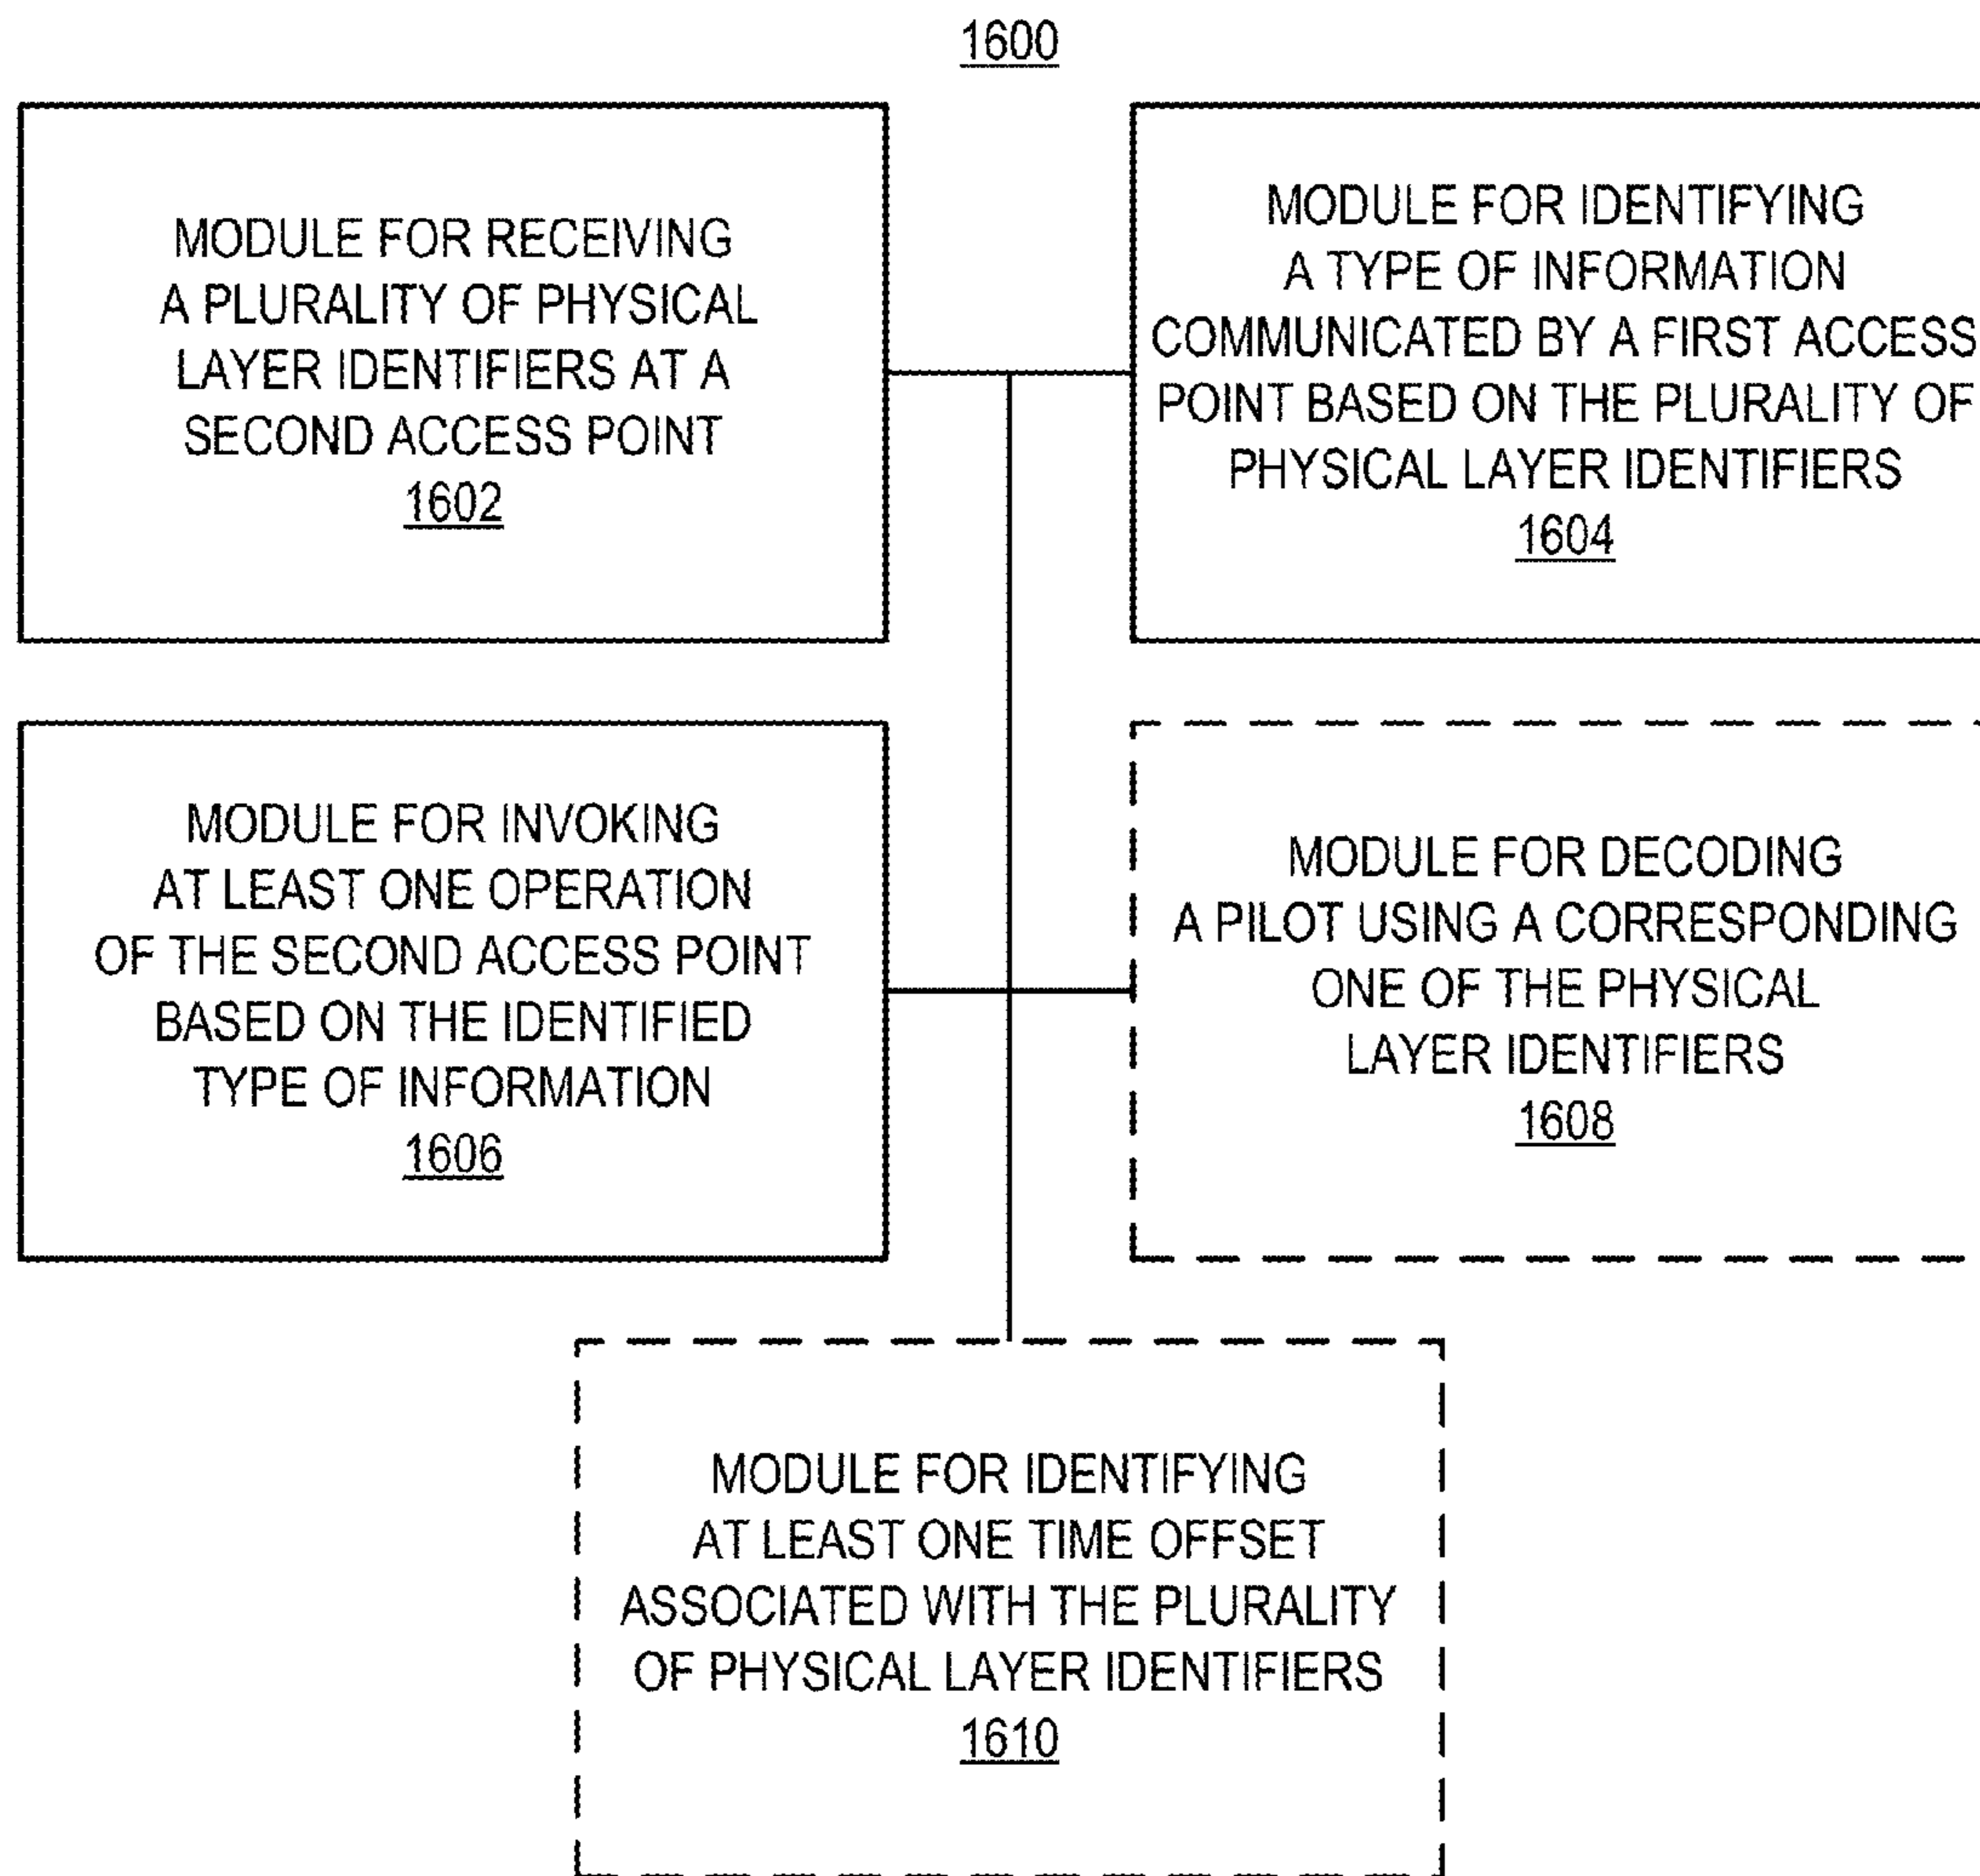 1600
MODULE FOR RECEIVING
A PLURALITY OF PHYSICAL
LAYER IDENTIFIERS AT A
SECOND ACCESS POINT
1602
MODULE FOR IDENTIFYING
A TYPE OF INFORMATION
COMMUNICATED BY A FIRST ACCESS
POINT BASED ON THE PLURALITY OF
PHYSICAL LAYER IDENTIFIERS
1604
MODULE FOR INVOKING
AT LEAST ONE OPERATION
OF THE SECOND ACCESS POINT
BASED ON THE IDENTIFIED
TYPE OF INFORMATION
1606
MODULE FOR DECODING
A PILOT USING A CORRESPONDING
ONE OF THE PHYSICAL
LAYER IDENTIFIERS
1608
MODULE FOR IDENTIFYING
AT LEAST ONE TIME OFFSET
ASSOCIATED WITH THE PLURALITY
OF PHYSICAL LAYER IDENTIFIERS
1610